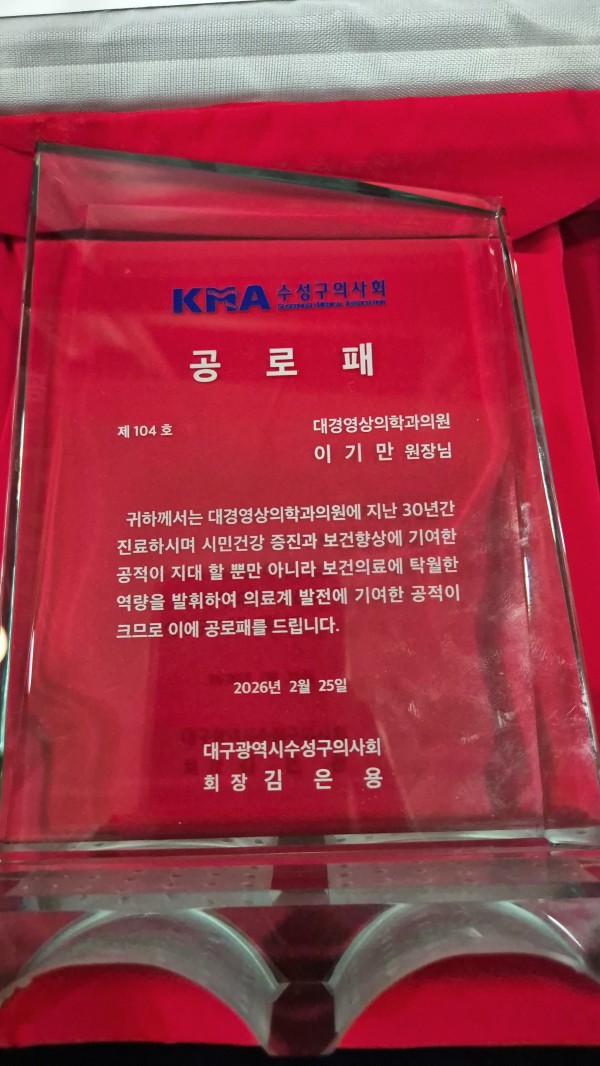 KMA 수성구의사회
SUSEONGGU MEDICAL ASSOCIATION
공 로 패
제 104 호
대경영상의학과의원
이 기 만 원장님
귀하께서는 대경영상의학과의원에 지난 30년간
진료하시며 시민건강 증진과 보건향상에 기여한
공적이 지대 할 뿐만 아니라 보건의료에 탁월한
역량을 발휘하여 의료계 발전에 기여한 공적이
크므로 이에 공로패를 드립니다.
2026년 2월 25일
대구광역시수성구의사회
회 장 김 은 용